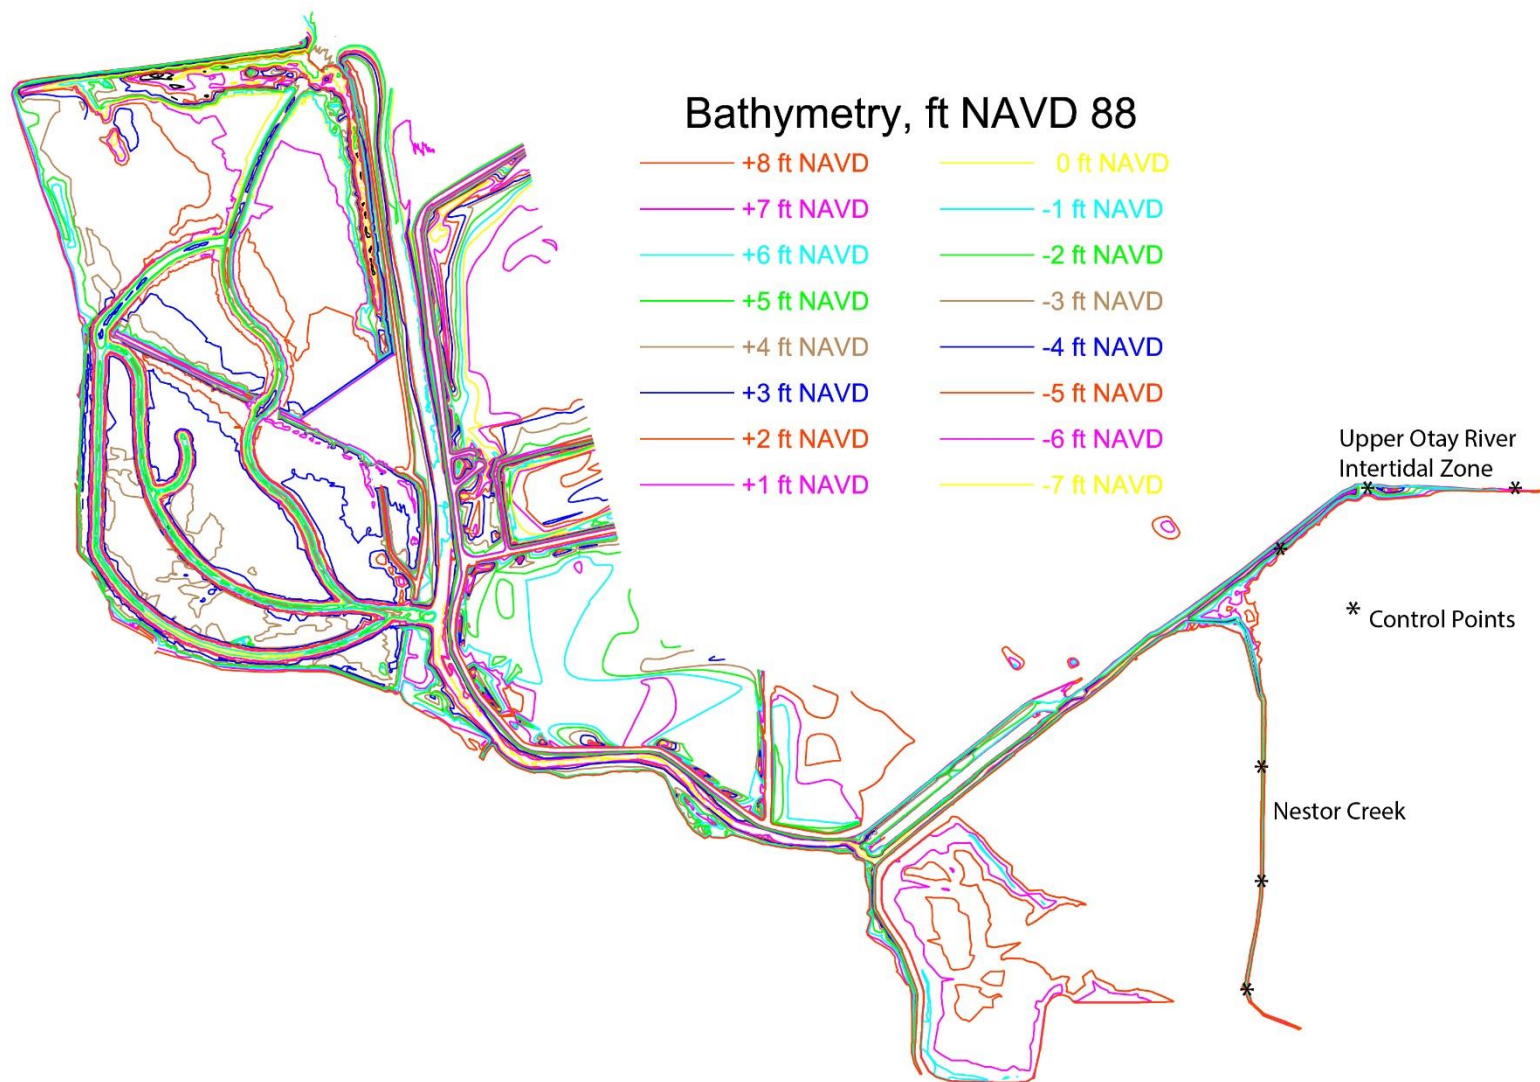 Bathymetry, ft NAVD 88
+8 ft NAVD
+7 ft NAVD
+6 ft NAVD
+5 ft NAVD
+4 ft NAVD
+3 ft NAVD
+2 ft NAVD
+1 ft NAVD
0 ft NAVD
-1 ft NAVD
-2 ft NAVD
-3 ft NAVD
-4 ft NAVD
-5 ft NAVD
-6 ft NAVD
-7 ft NAVD
Upper Otay River
Intertidal Zone
* Control Points
Nestor Creek